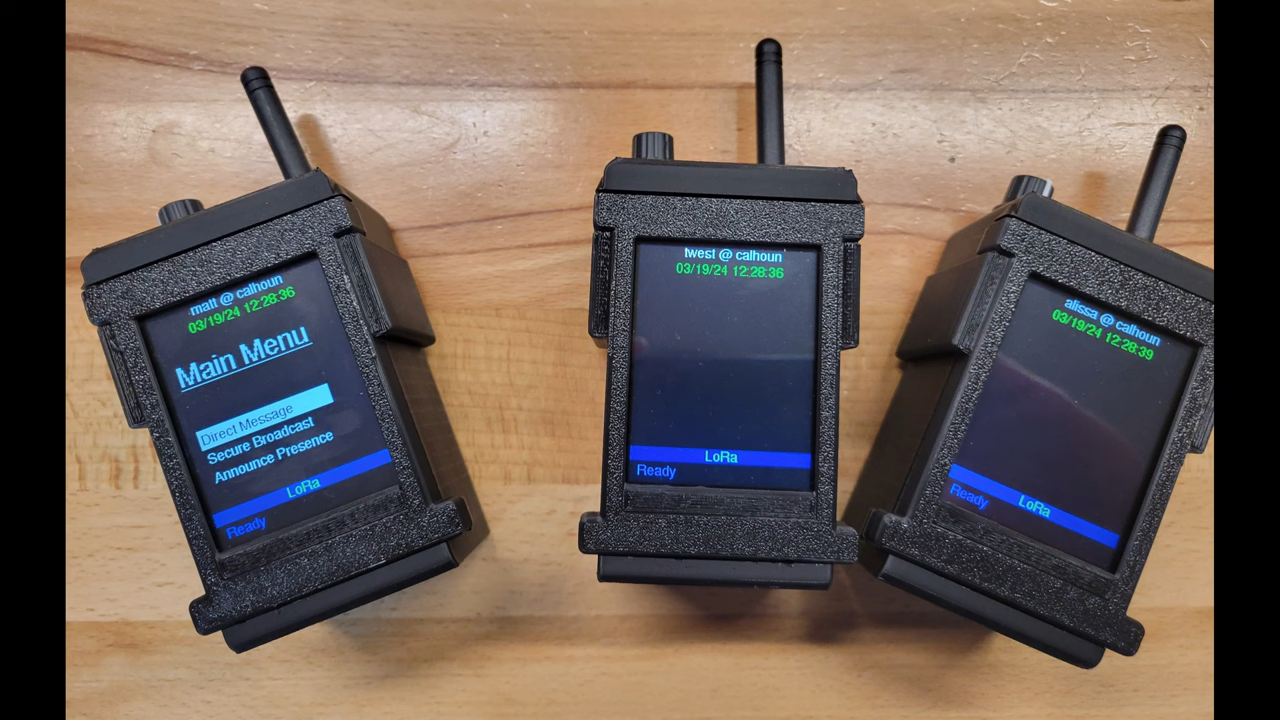 matt @ calhoun
03/19/24 12:28:36
Main Menu
Direct Message
Secure Broadcast
Announce Presence
LoRa
Ready
twest @ calhoun
03/19/24 12:28:36
LoRa
Ready
alissa @ calhoun
03/19/24 12:28:39
LoRa
Ready